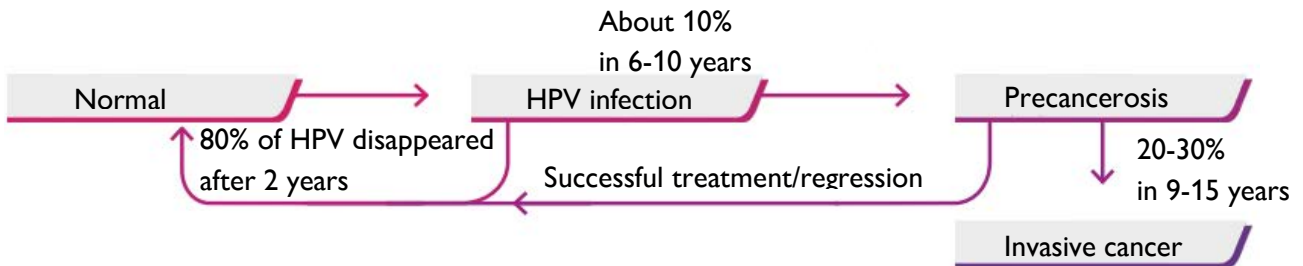 About 10%
in 6-10 years
Normal
HPV infection
Precancerosis
80% of HPV disappeared
after 2 years
Successful treatment/regression
20-30%
in 9-15 years
Invasive cancer